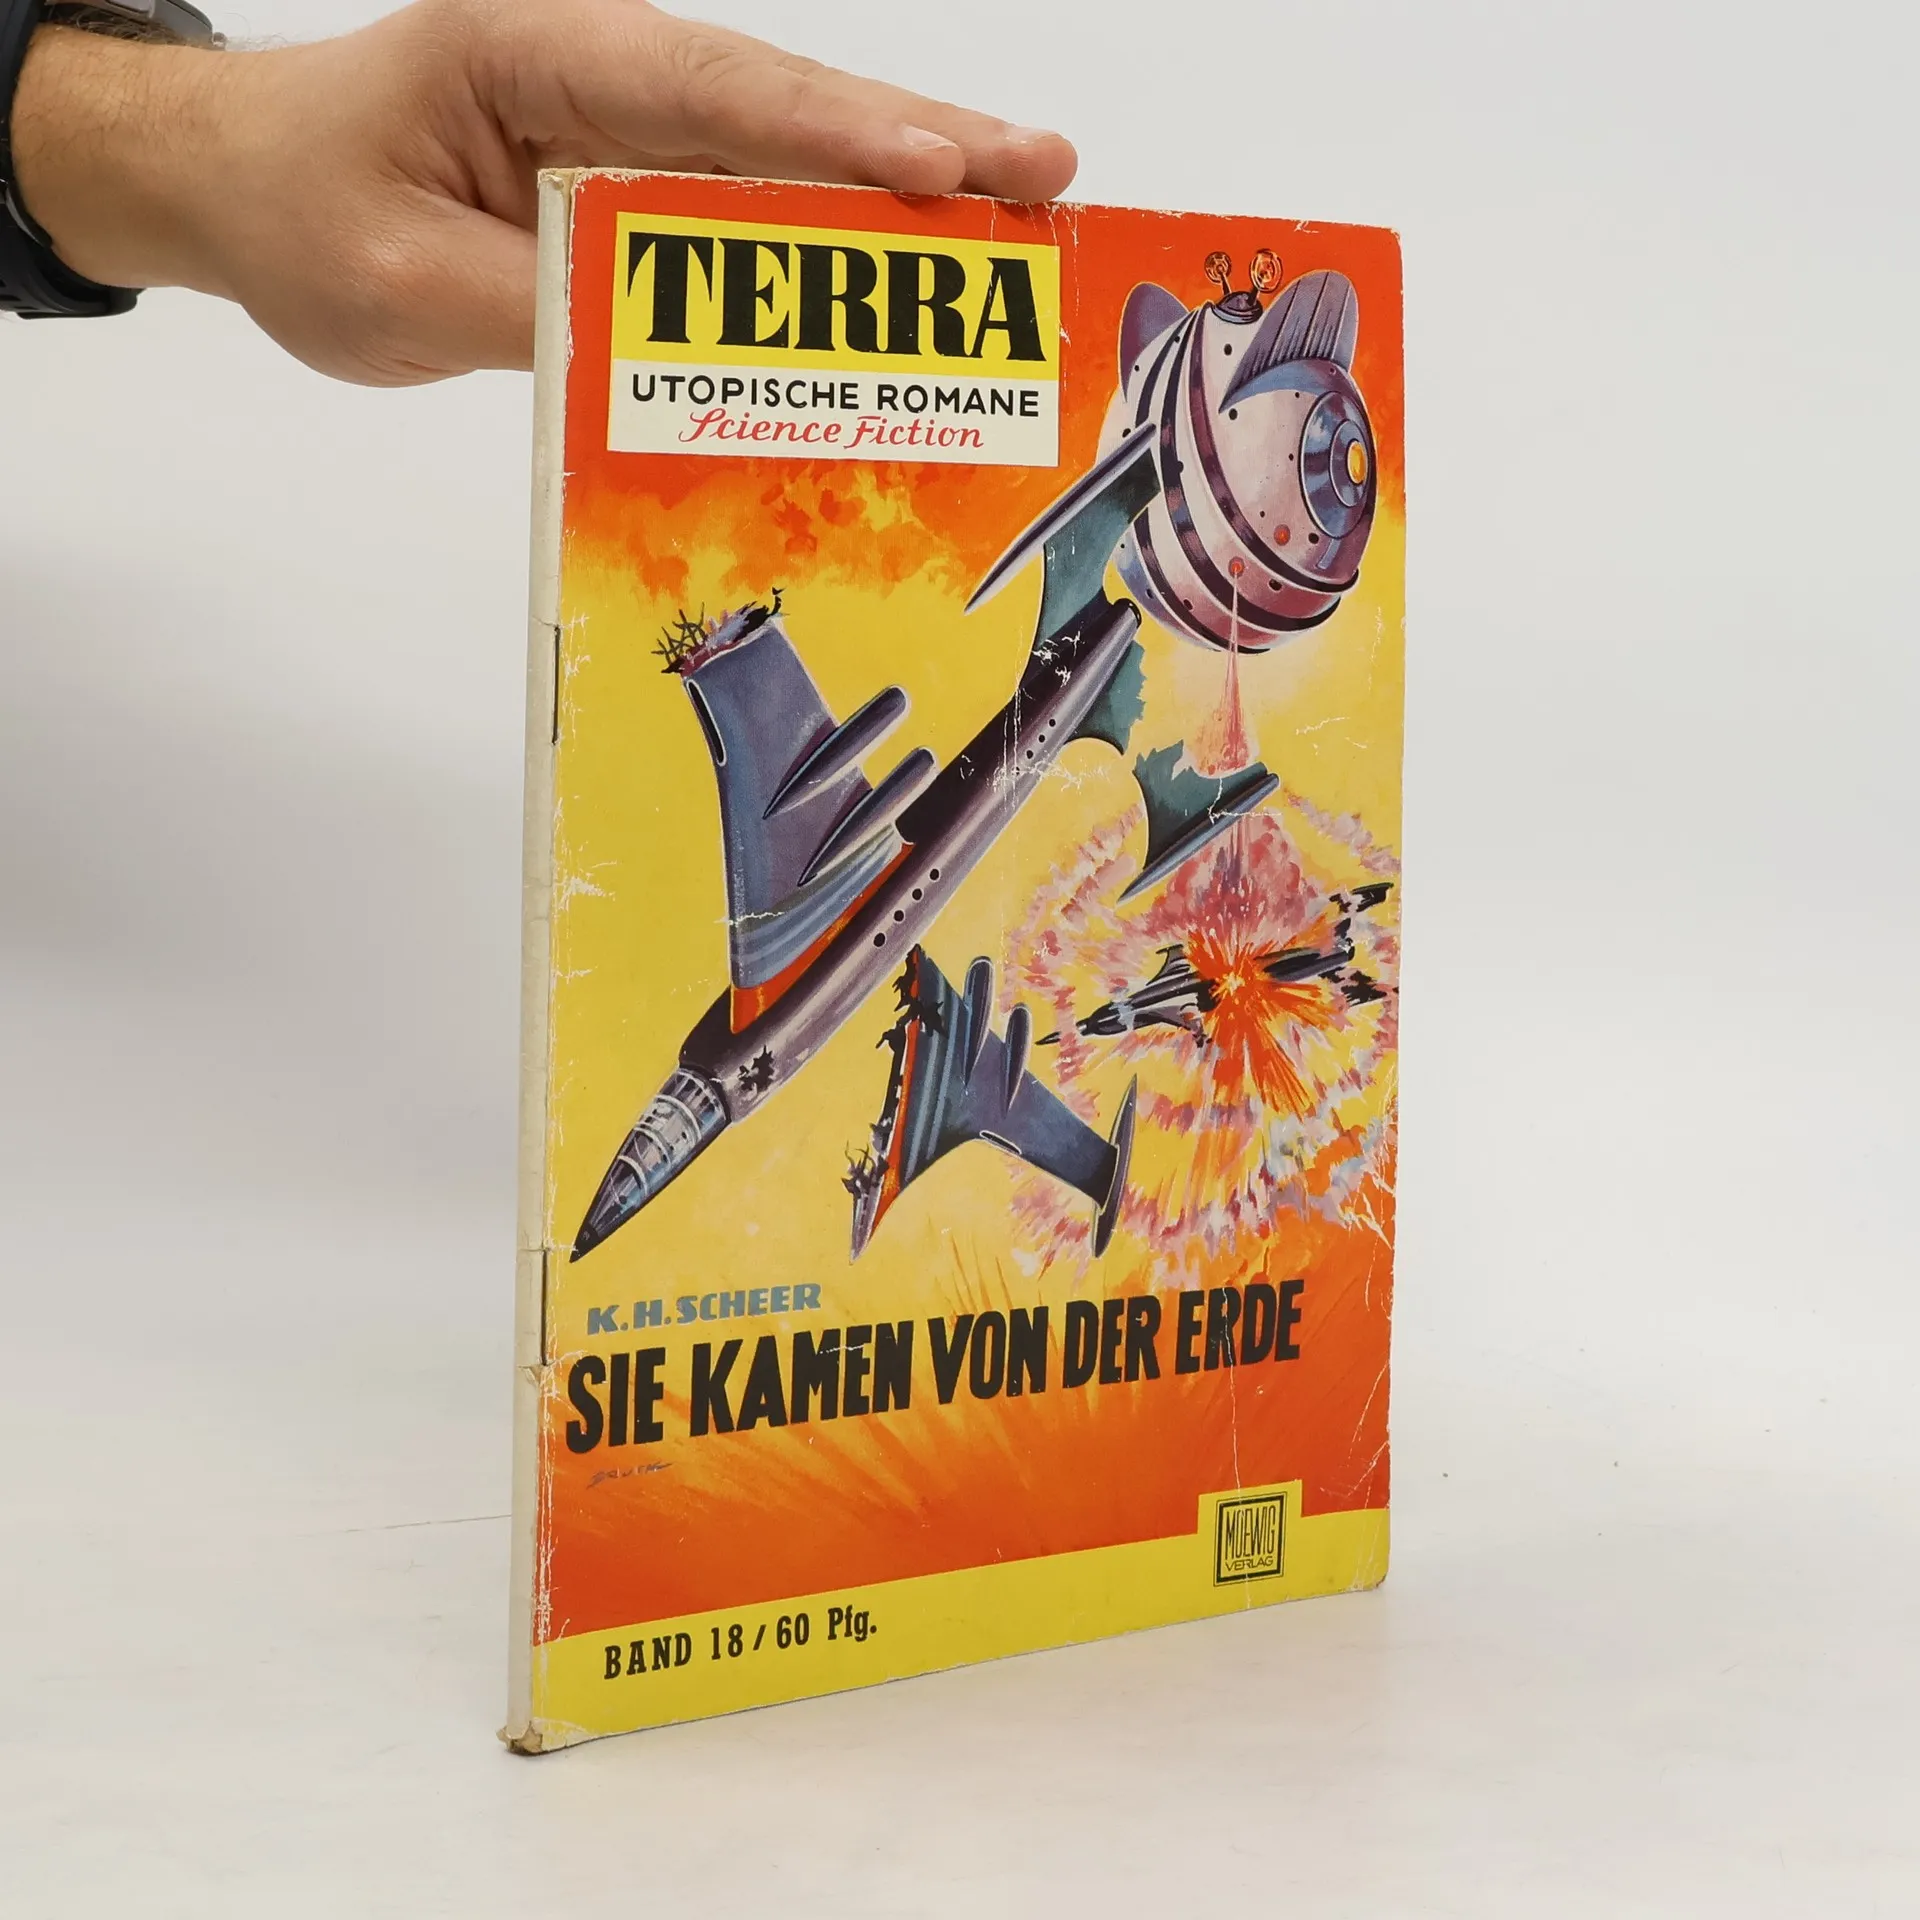 TERRA
UTOPISCHE ROMANE
Science Fiction
K.H. SCHEER
SIE KAMEN VON DER ERDE
MOEWIG
VERLAG
BAND 18 / 60 Pfg.